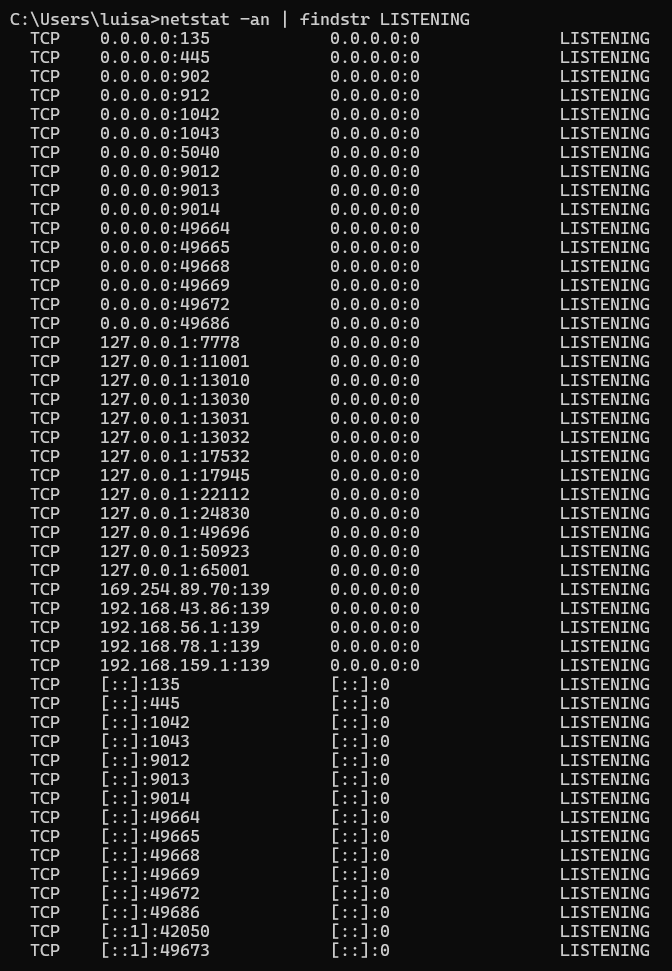 C:\Users\luisa>netstat -an | findstr LISTENING
TCP 0.0.0.0:135 0.0.0.0:0 LISTENING
TCP 0.0.0.0:445 0.0.0.0:0 LISTENING
TCP 0.0.0.0:902 0.0.0.0:0 LISTENING
TCP 0.0.0.0:912 0.0.0.0:0 LISTENING
TCP 0.0.0.0:1042 0.0.0.0:0 LISTENING
TCP 0.0.0.0:1043 0.0.0.0:0 LISTENING
TCP 0.0.0.0:5040 0.0.0.0:0 LISTENING
TCP 0.0.0.0:9012 0.0.0.0:0 LISTENING
TCP 0.0.0.0:9013 0.0.0.0:0 LISTENING
TCP 0.0.0.0:9014 0.0.0.0:0 LISTENING
TCP 0.0.0.0:49664 0.0.0.0:0 LISTENING
TCP 0.0.0.0:49665 0.0.0.0:0 LISTENING
TCP 0.0.0.0:49668 0.0.0.0:0 LISTENING
TCP 0.0.0.0:49669 0.0.0.0:0 LISTENING
TCP 0.0.0.0:49672 0.0.0.0:0 LISTENING
TCP 0.0.0.0:49686 0.0.0.0:0 LISTENING
TCP 127.0.0.1:7778 0.0.0.0:0 LISTENING
TCP 127.0.0.1:11001 0.0.0.0:0 LISTENING
TCP 127.0.0.1:13010 0.0.0.0:0 LISTENING
TCP 127.0.0.1:13030 0.0.0.0:0 LISTENING
TCP 127.0.0.1:13031 0.0.0.0:0 LISTENING
TCP 127.0.0.1:13032 0.0.0.0:0 LISTENING
TCP 127.0.0.1:17532 0.0.0.0:0 LISTENING
TCP 127.0.0.1:17945 0.0.0.0:0 LISTENING
TCP 127.0.0.1:22112 0.0.0.0:0 LISTENING
TCP 127.0.0.1:24830 0.0.0.0:0 LISTENING
TCP 127.0.0.1:49696 0.0.0.0:0 LISTENING
TCP 127.0.0.1:50923 0.0.0.0:0 LISTENING
TCP 127.0.0.1:65001 0.0.0.0:0 LISTENING
TCP 169.254.89.70:139 0.0.0.0:0 LISTENING
TCP 192.168.43.86:139 0.0.0.0:0 LISTENING
TCP 192.168.56.1:139 0.0.0.0:0 LISTENING
TCP 192.168.78.1:139 0.0.0.0:0 LISTENING
TCP 192.168.159.1:139 0.0.0.0:0 LISTENING
TCP [::]:135 [::]:0 LISTENING
TCP [::]:445 [::]:0 LISTENING
TCP [::]:1042 [::]:0 LISTENING
TCP [::]:1043 [::]:0 LISTENING
TCP [::]:9012 [::]:0 LISTENING
TCP [::]:9013 [::]:0 LISTENING
TCP [::]:9014 [::]:0 LISTENING
TCP [::]:49664 [::]:0 LISTENING
TCP [::]:49665 [::]:0 LISTENING
TCP [::]:49668 [::]:0 LISTENING
TCP [::]:49669 [::]:0 LISTENING
TCP [::]:49672 [::]:0 LISTENING
TCP [::]:49686 [::]:0 LISTENING
TCP [::1]:42050 [::]:0 LISTENING
TCP [::1]:49673 [::]:0 LISTENING